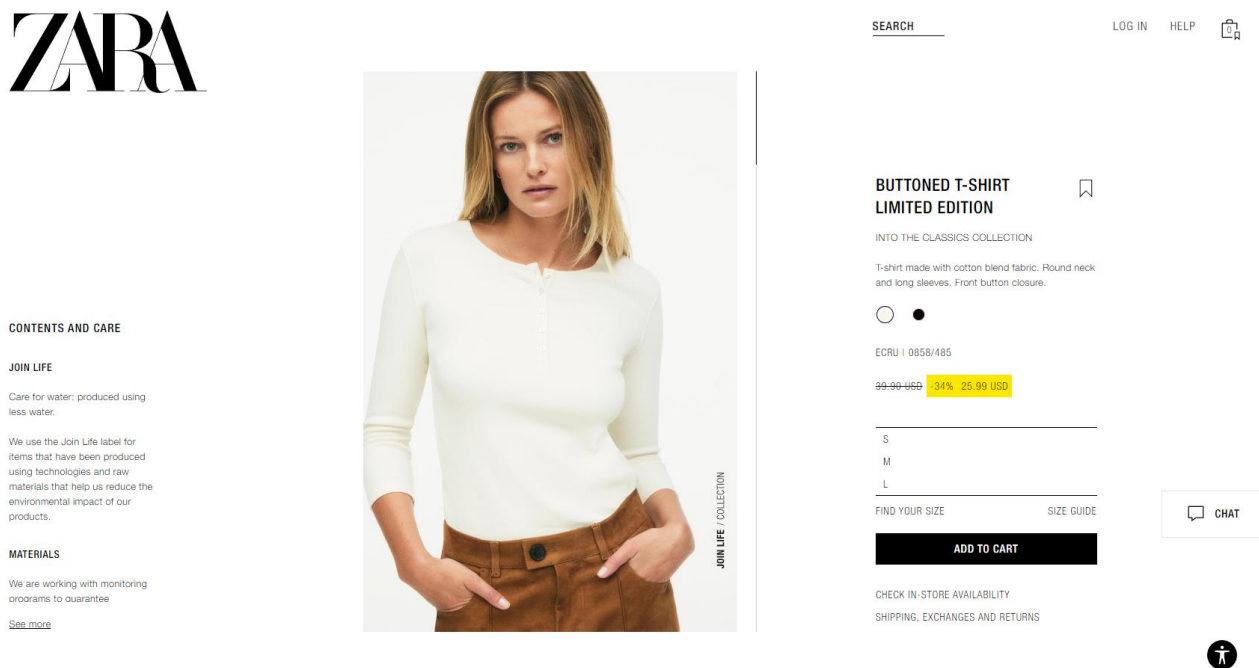 ZARA
SEARCH
LOG IN
HELP
0
BUTTONED T-SHIRT
LIMITED EDITION
INTO THE CLASSICS COLLECTION
T-shirt made with cotton blend fabric. Round neck
and long sleeves. Front button closure.
ECRU | 0858/485
39.90 USD -34% 25.99 USD
S
M
L
FIND YOUR SIZE
SIZE GUIDE
ADD TO CART
CHECK IN-STORE AVAILABILITY
SHIPPING, EXCHANGES AND RETURNS
CHAT
JOIN LIFE / COLLECTION
CONTENTS AND CARE
JOIN LIFE
Care for water: produced using
less water.
We use the Join Life label for
items that have been produced
using technologies and raw
materials that help us reduce the
environmental impact of our
products.
MATERIALS
We are working with monitoring
programs to guarantee
See more